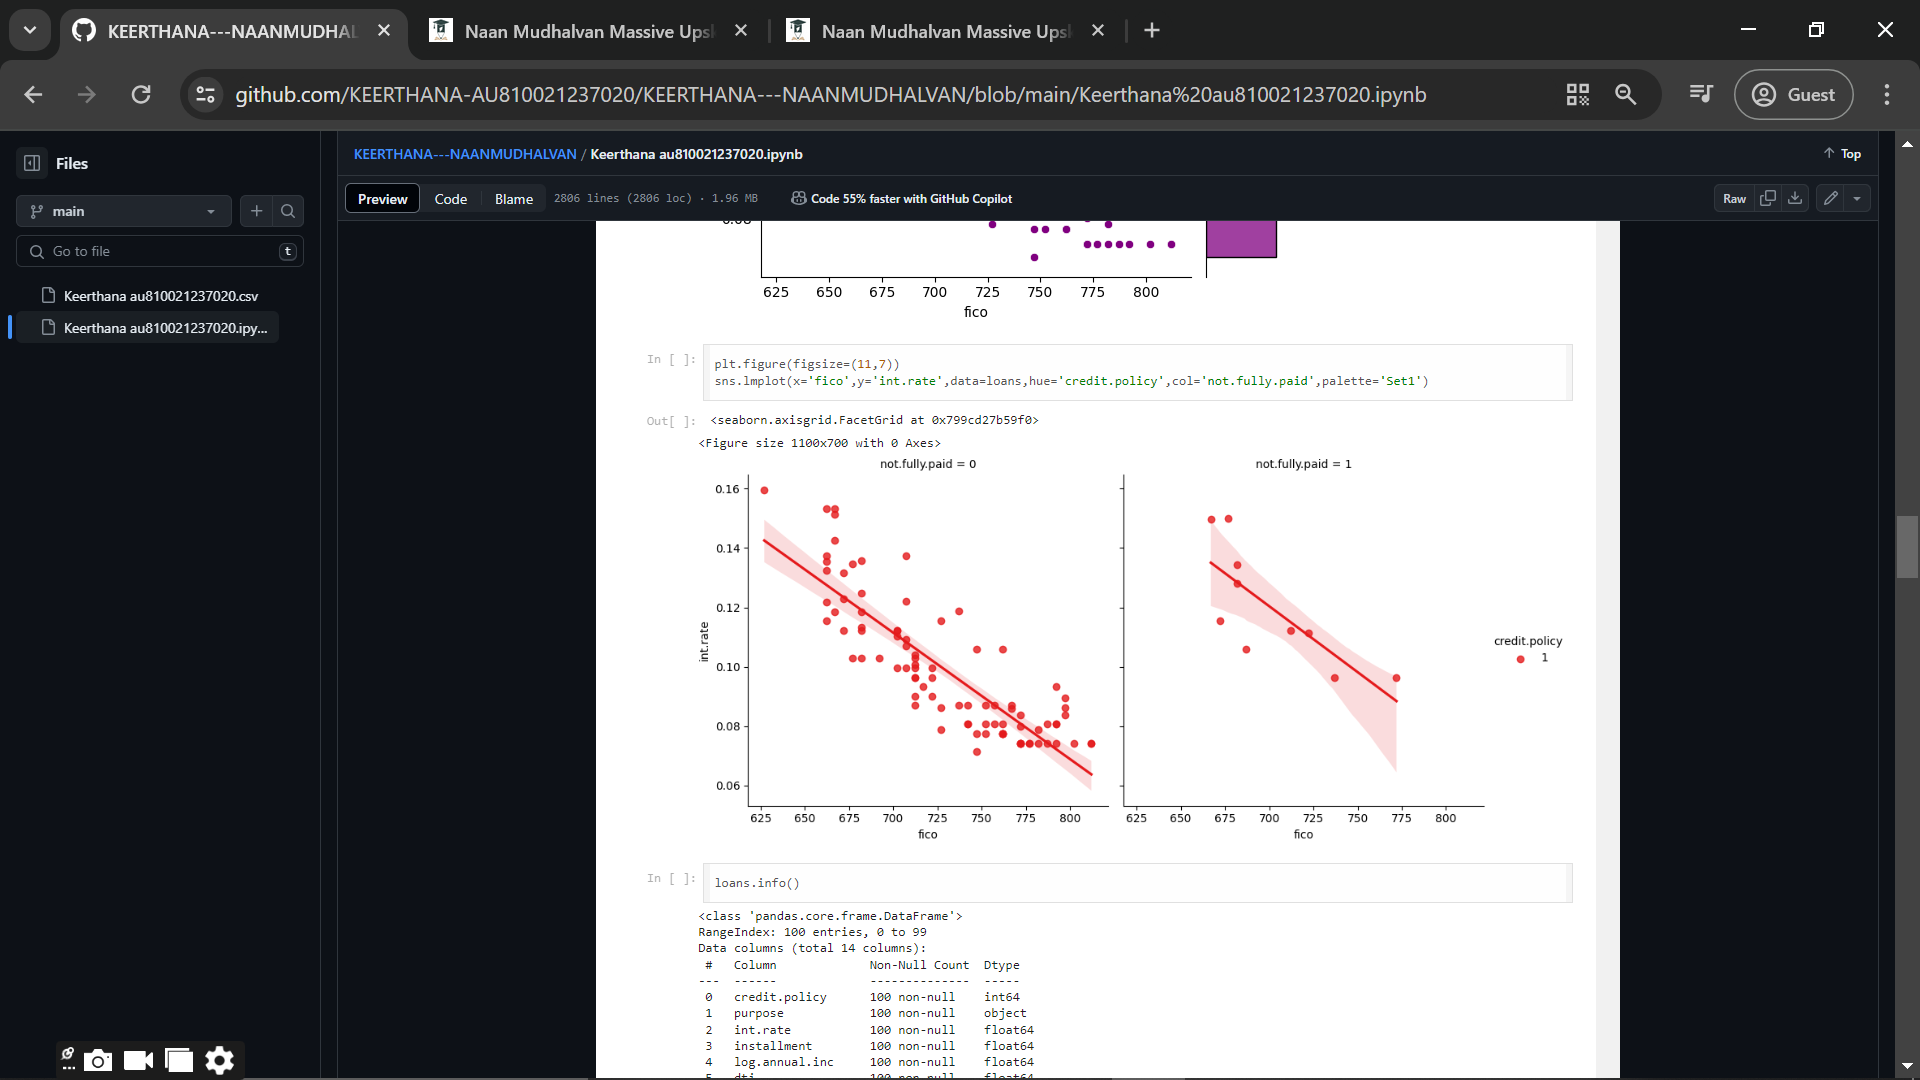 KEERTHANA---NAANMUDHAL
Naan Mudhalvan Massive Ups
Naan Mudhalvan Massive Ups
github.com/KEERTHANA-AU810021237020/KEERTHANA---NAANMUDHALVAN/blob/main/Keerthana%20au810021237020.ipynb
Guest
Files
KEERTHANA---NAANMUDHALVAN / Keerthana au810021237020.ipynb
Top
main
Preview
Code
Blame
2806 lines (2806 loc) · 1.96 MB
Code 55% faster with GitHub Copilot
Raw
Go to file
t
Keerthana au810021237020.csv
Keerthana au810021237020.ipy...
625 650 675 700 725 750 775 800
fico
In [ ]:
plt.figure(figsize=(11,7))
sns.lmplot(x='fico',y='int.rate',data=loans,hue='credit.policy',col='not.fully.paid',palette='Set1')
Out[ ]:
<seaborn.axisgrid.FacetGrid at 0x799cd27b59f0>
<Figure size 1100x700 with 0 Axes>
not.fully.paid = 0
not.fully.paid = 1
0.16
0.14
0.12
0.10
0.08
0.06
int.rate
625 650 675 700 725 750 775 800
fico
625 650 675 700 725 750 775 800
fico
credit.policy
1
In [ ]:
loans.info()
<class 'pandas.core.frame.DataFrame'>
RangeIndex: 100 entries, 0 to 99
Data columns (total 14 columns):
# Column Non-Null Count Dtype
--- ------ -------------- -----
0 credit.policy 100 non-null int64
1 purpose 100 non-null object
2 int.rate 100 non-null float64
3 installment 100 non-null float64
4 log.annual.inc 100 non-null float64